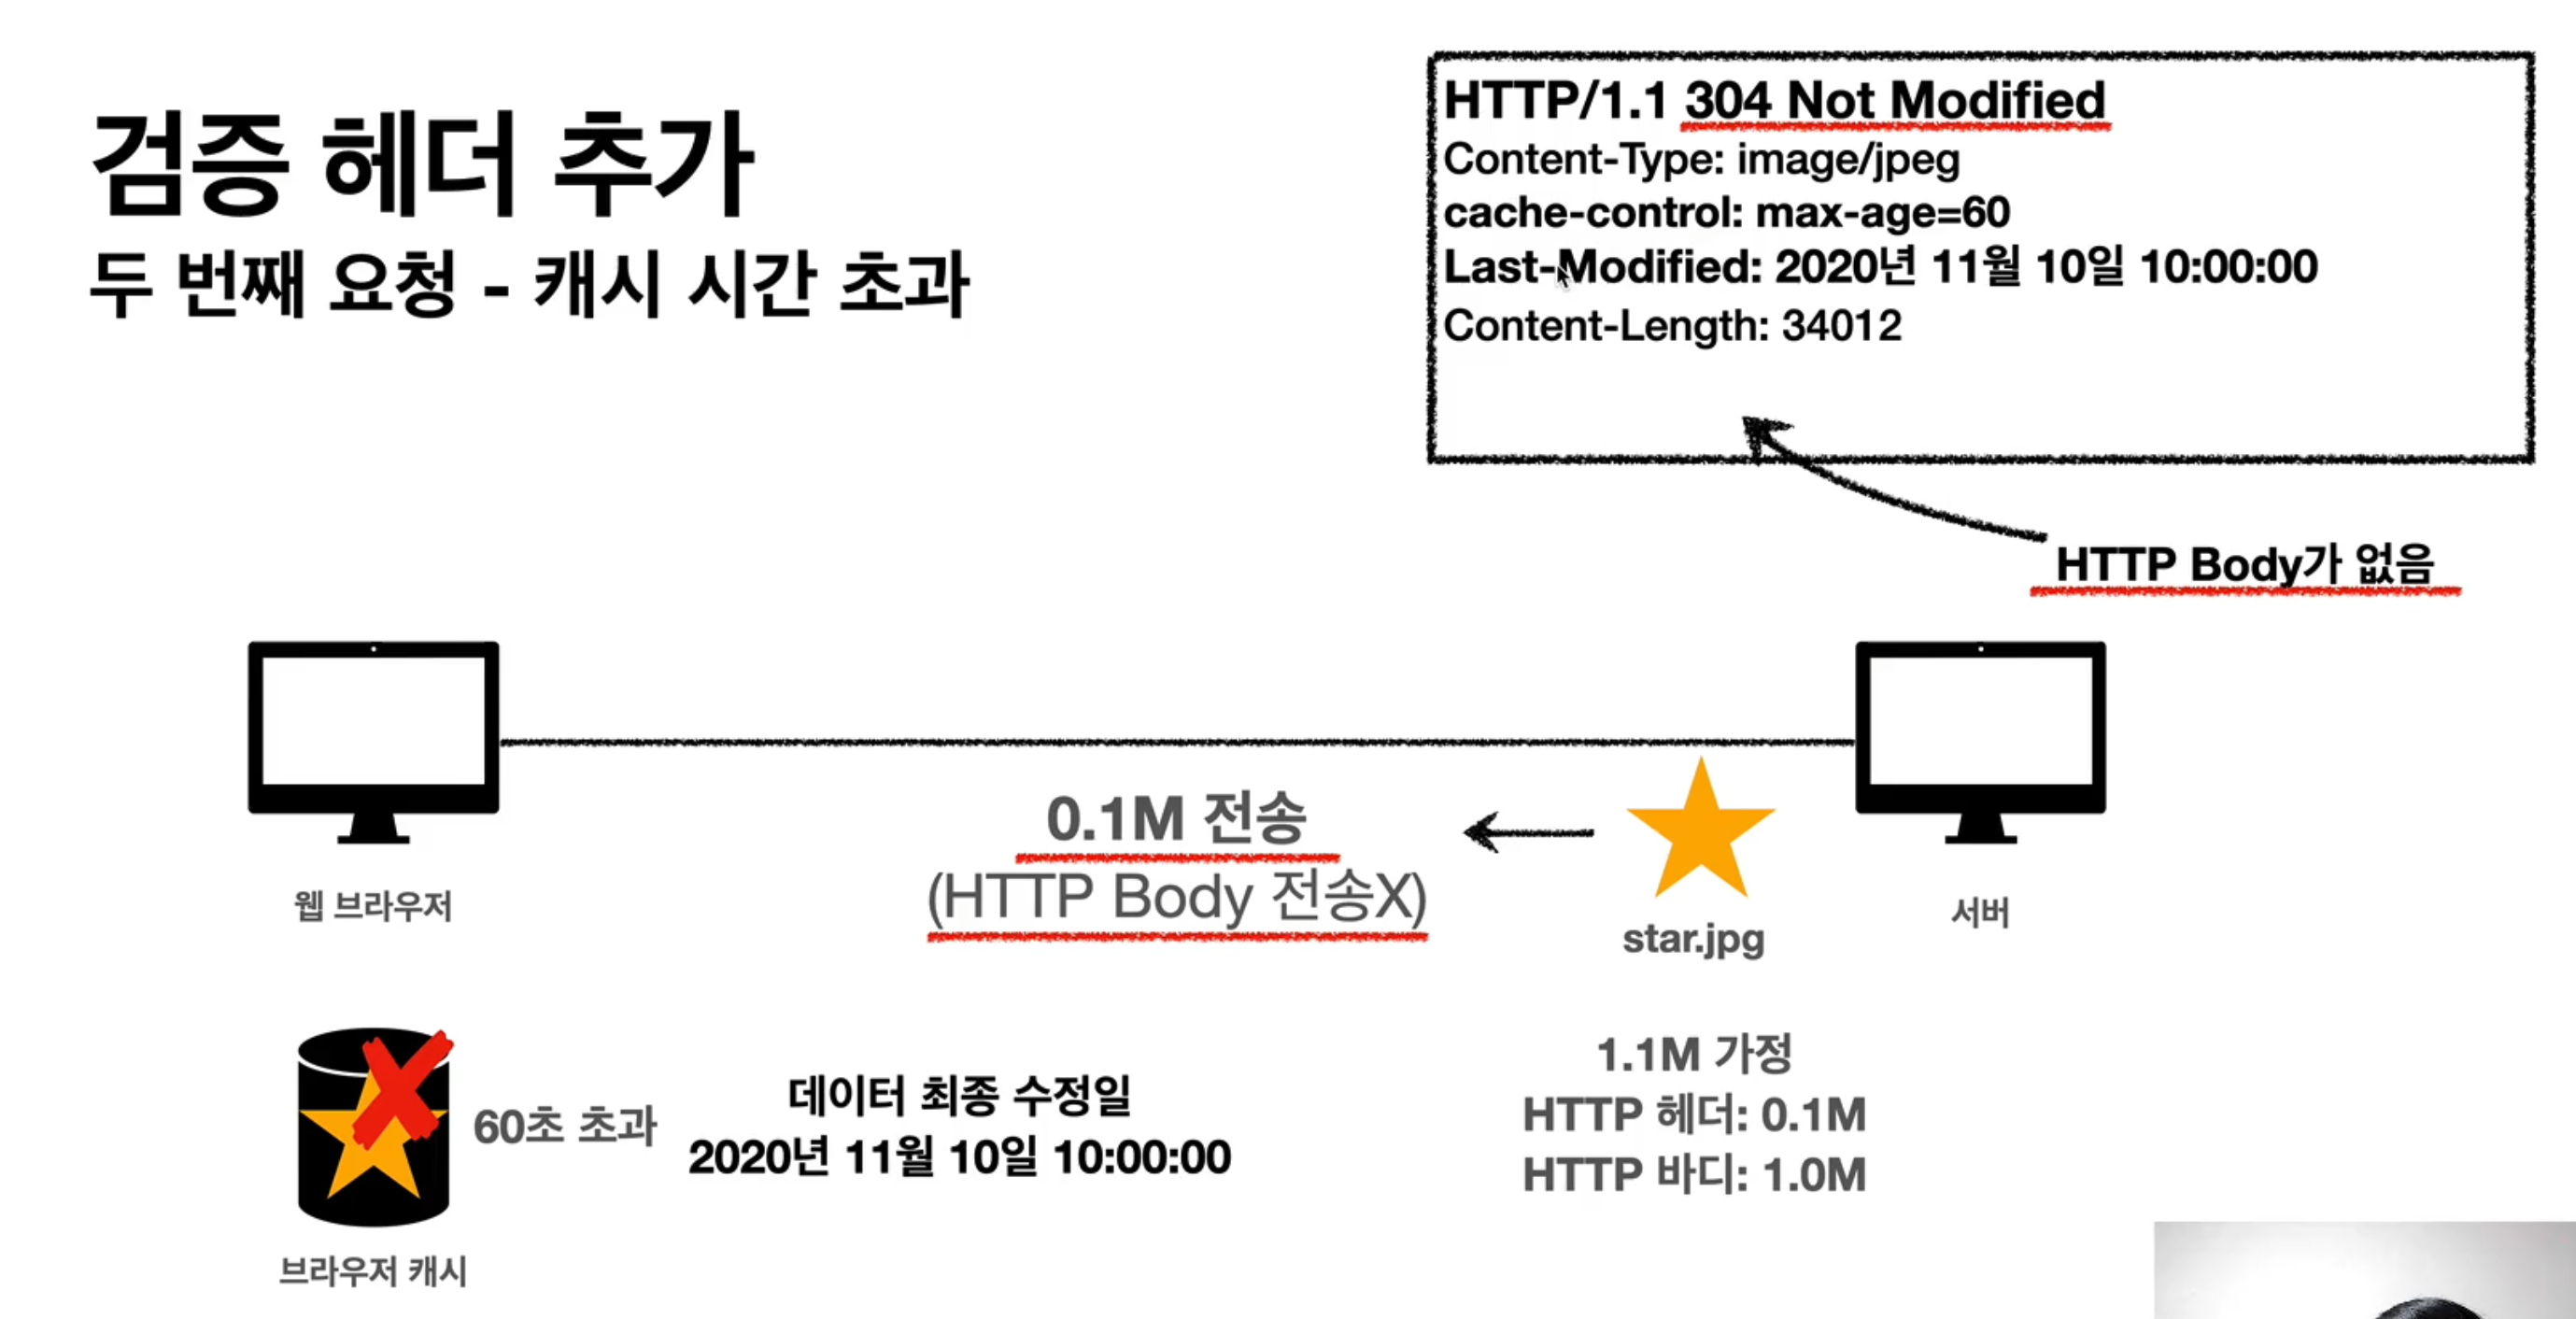 검증 헤더 추가
두 번째 요청 - 캐시 시간 초과
HTTP/1.1 304 Not Modified
Content-Type: image/jpeg
cache-control: max-age=60
Last-Modified: 2020년 11월 10일 10:00:00
Content-Length: 34012
HTTP Body가 없음
0.1M 전송
(HTTP Body 전송X)
웹 브라우저
star.jpg
서버
60초 초과
데이터 최종 수정일
2020년 11월 10일 10:00:00
1.1M 가정
HTTP 헤더: 0.1M
HTTP 바디: 1.0M
브라우저 캐시